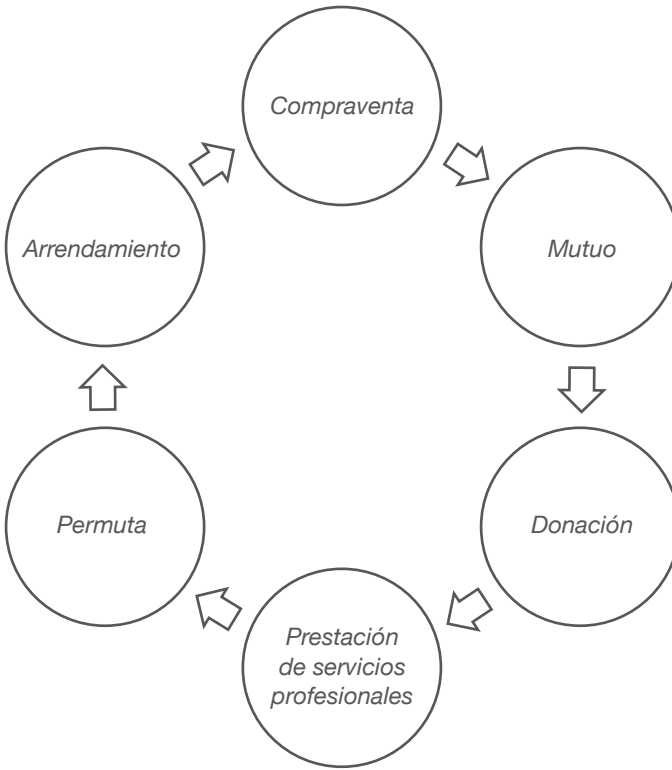 Compraventa
Mutuo
Donación
Prestación
de servicios
profesionales
Permuta
Arrendamiento